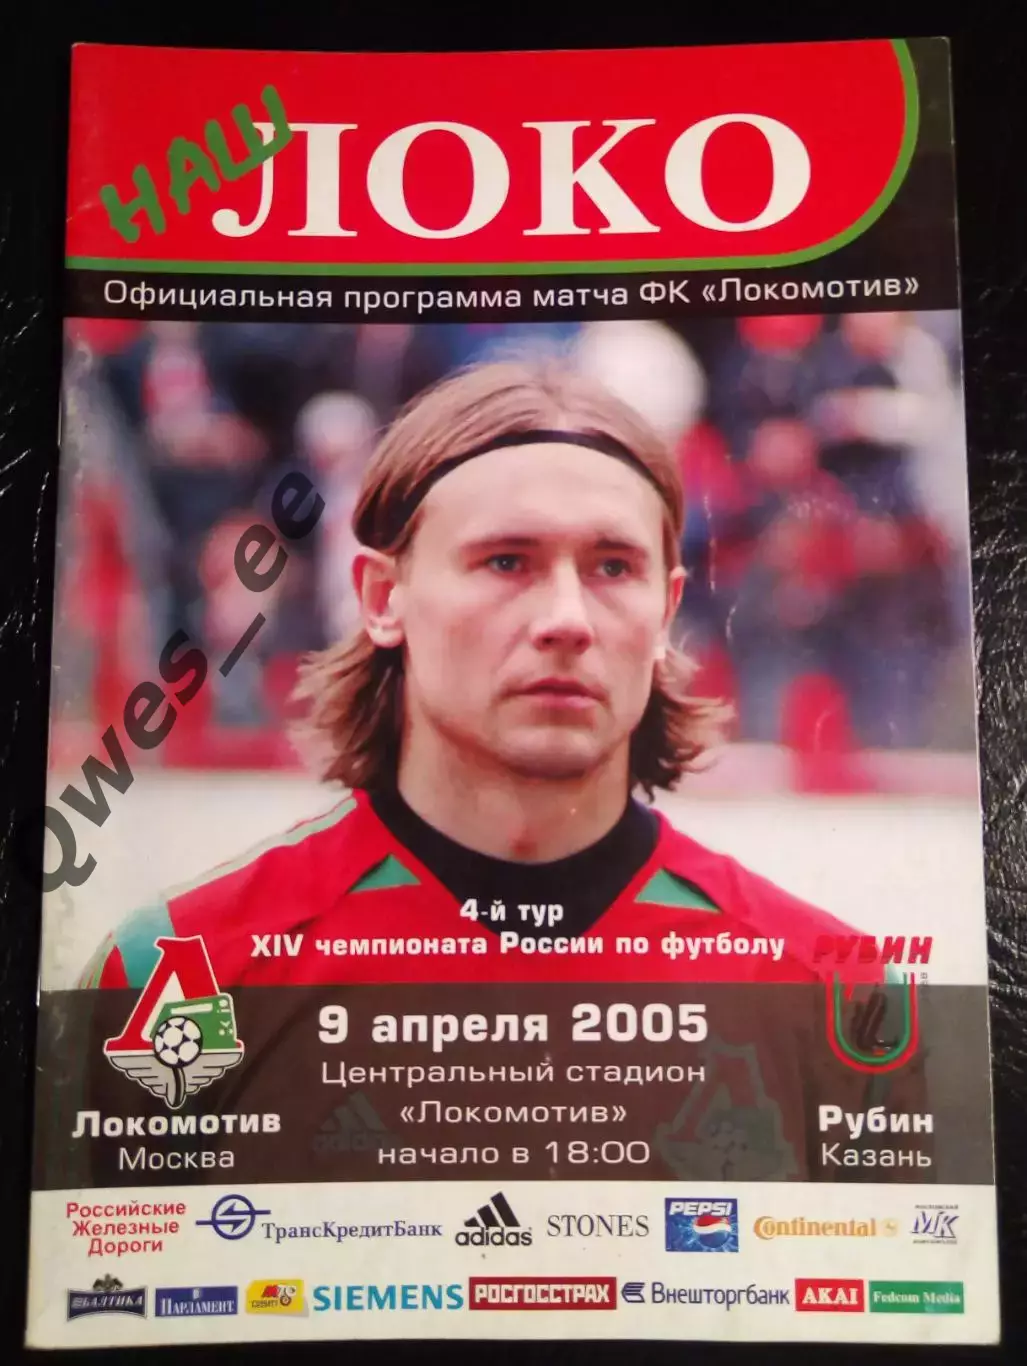 НАШ ЛОКО
Официальная программа матча ФК «Локомотив»
Qwes_ee
4-й тур
XIV чемпионата России по футболу
РУБИН
9 апреля 2005
Центральный стадион
«Локомотив»
начало в 18:00
Локомотив
Москва
Рубин
Казань
Российские
Железные
Дороги
ТрансКредитБанк
adidas
STONES
PEPSI
Continental
МК
БАЛТИКА
ПАРЛАМЕНТ
SIEMENS
РОСГОССТРАХ
Внешторгбанк
AKAI
Fedcom Media